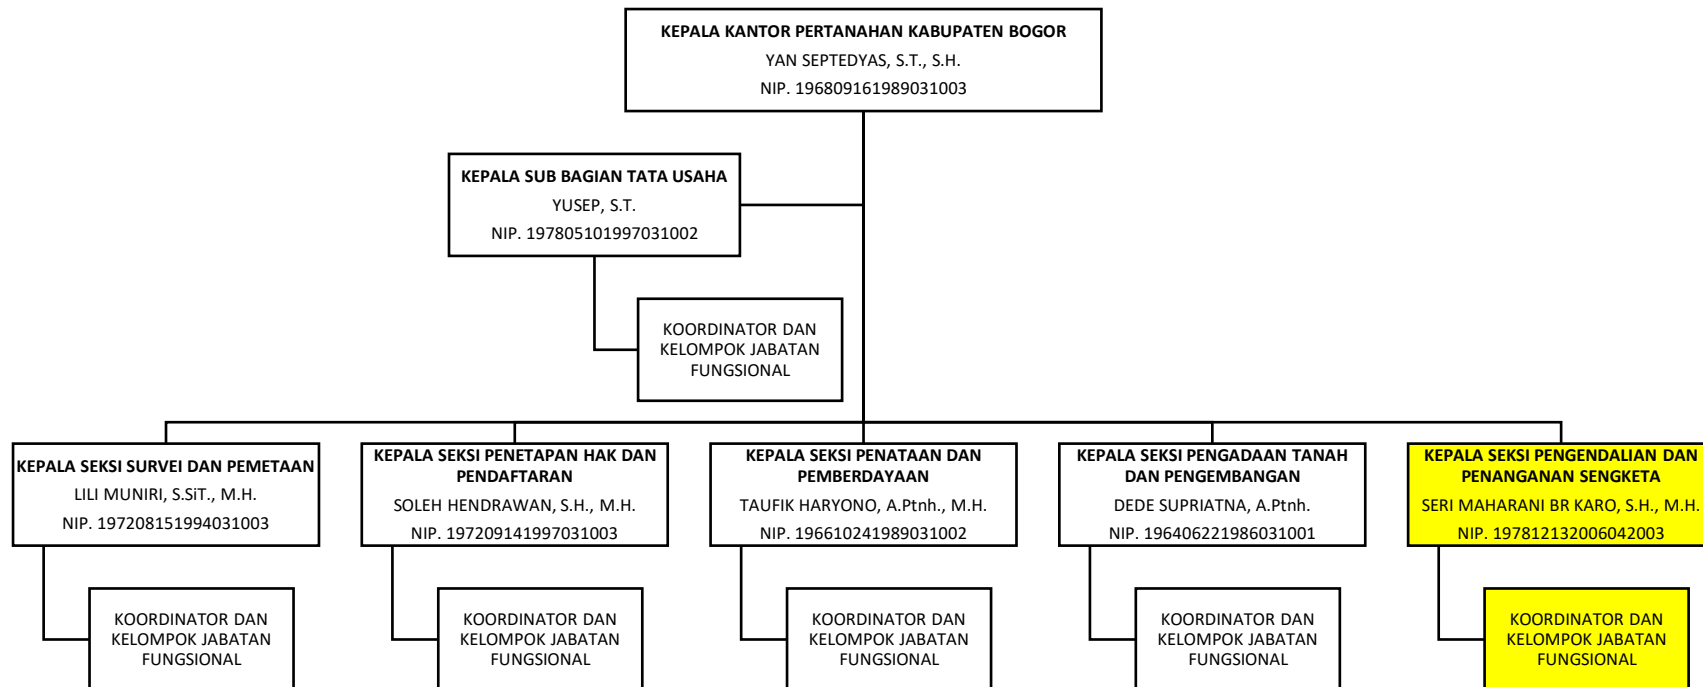 KEPALA KANTOR PERTANAHAN KABUPATEN BOGOR
YAN SEPTEDYAS, S.T., S.H.
NIP. 196809161989031003
KEPALA SUB BAGIAN TATA USAHA
YUSEP, S.T.
NIP. 197805101997031002
KOORDINATOR DAN
KELOMPOK JABATAN
FUNGSIONAL
KEPALA SEKSI SURVEI DAN PEMETAAN
LILI MUNIRI, S.SiT., M.H.
NIP. 197208151994031003
KOORDINATOR DAN
KELOMPOK JABATAN
FUNGSIONAL
KEPALA SEKSI PENETAPAN HAK DAN
PENDAFTARAN
SOLEH HENDRAWAN, S.H., M.H.
NIP. 197209141997031003
KOORDINATOR DAN
KELOMPOK JABATAN
FUNGSIONAL
KEPALA SEKSI PENATAAN DAN
PEMBERDAYAAN
TAUFIK HARYONO, A.Ptnh., M.H.
NIP. 196610241989031002
KOORDINATOR DAN
KELOMPOK JABATAN
FUNGSIONAL
KEPALA SEKSI PENGADAAN TANAH
DAN PENGEMBANGAN
DEDE SUPRIATNA, A.Ptnh.
NIP. 196406221986031001
KOORDINATOR DAN
KELOMPOK JABATAN
FUNGSIONAL
KEPALA SEKSI PENGENDALIAN DAN
PENANGANAN SENGKETA
SERI MAHARANI BR KARO, S.H., M.H.
NIP. 197812132006042003
KOORDINATOR DAN
KELOMPOK JABATAN
FUNGSIONAL